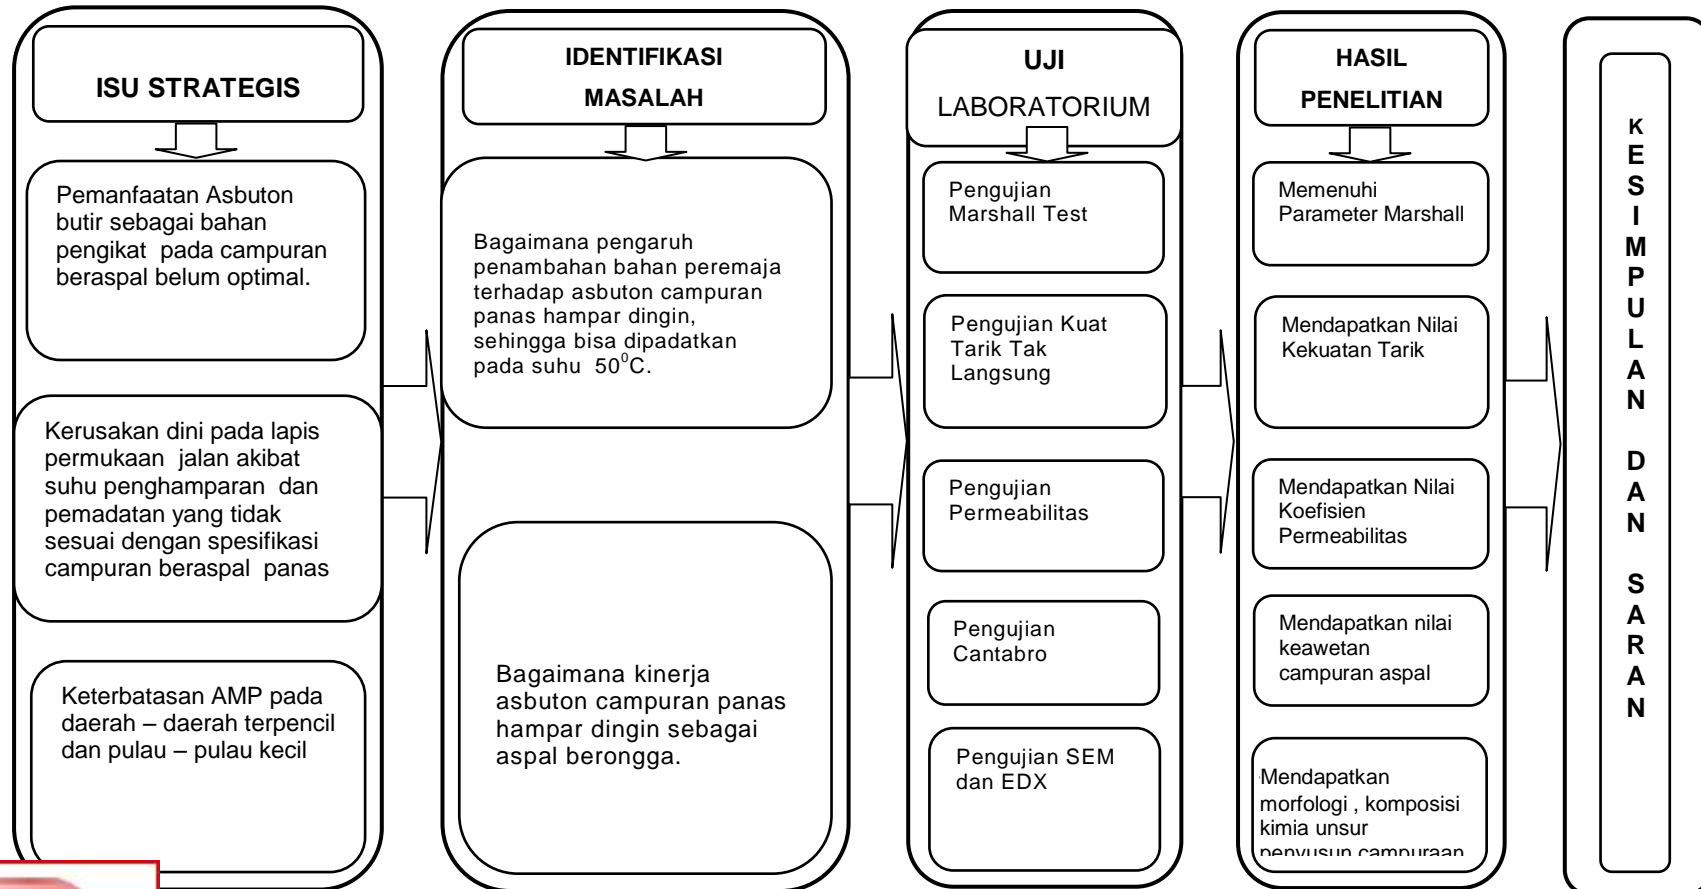 ISU STRATEGIS
Pemanfaatan Asbuton
butir sebagai bahan
pengikat pada campuran
beraspal belum optimal.
Kerusakan dini pada lapis
permukaan jalan akibat
suhu penghamparan dan
pemadatan yang tidak
sesuai dengan spesifikasi
campuran beraspal panas
Keterbatasan AMP pada
daerah – daerah terpencil
dan pulau – pulau kecil
IDENTIFIKASI
MASALAH
Bagaimana pengaruh
penambahan bahan peremaja
terhadap asbuton campuran
panas hampar dingin,
sehingga bisa dipadatkan
pada suhu 50⁰C.
Bagaimana kinerja
asbuton campuran panas
hampar dingin sebagai
aspal berongga.
UJI
LABORATORIUM
Pengujian
Marshall Test
Pengujian Kuat
Tarik Tak
Langsung
Pengujian
Permeabilitas
Pengujian
Cantabro
Pengujian SEM
dan EDX
HASIL
PENELITIAN
Memenuhi
Parameter Marshall
Mendapatkan Nilai
Kekuatan Tarik
Mendapatkan Nilai
Koefisien
Permeabilitas
Mendapatkan nilai
keawetan
campuran aspal
Mendapatkan
morfologi , komposisi
kimia unsur
penyusun campuraan
K
E
S
I
M
P
U
L
A
N
D
A
N
S
A
R
A
N